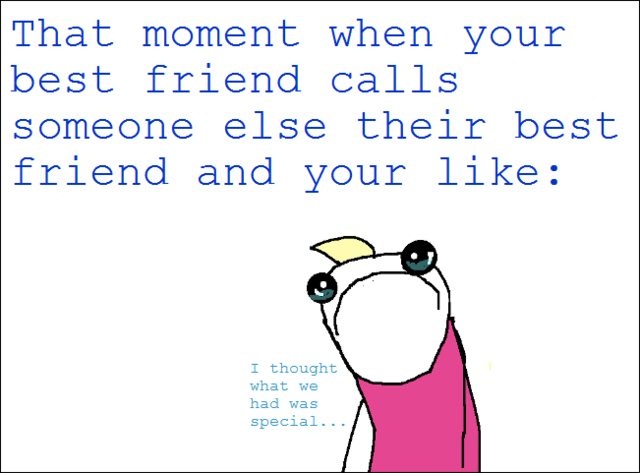 That moment when your
best friend calls
someone else their best
friend and your like:
I thought
what we
had was
special...